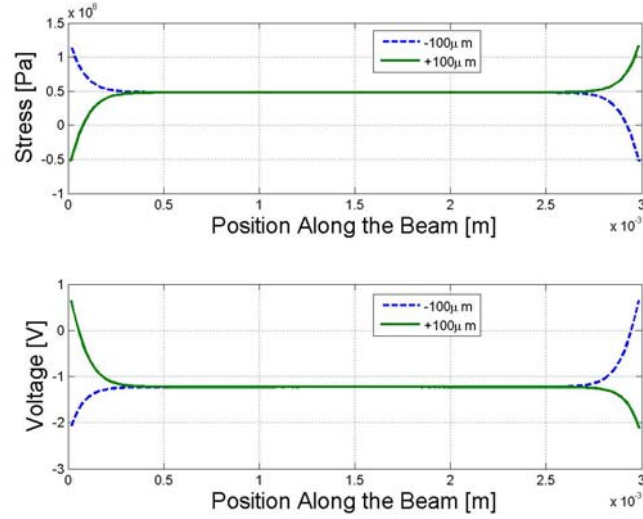 x 10⁸
1.5
1
0.5
0
-0.5
-1
Stress [Pa]
-100μ m
+100μ m
0 0.5 1 1.5 2 2.5 3
Position Along the Beam [m]
x 10⁻³
1
0
-1
-2
-3
Voltage [V]
-100μ m
+100μ m
0 0.5 1 1.5 2 2.5 3
Position Along the Beam [m]
x 10⁻³